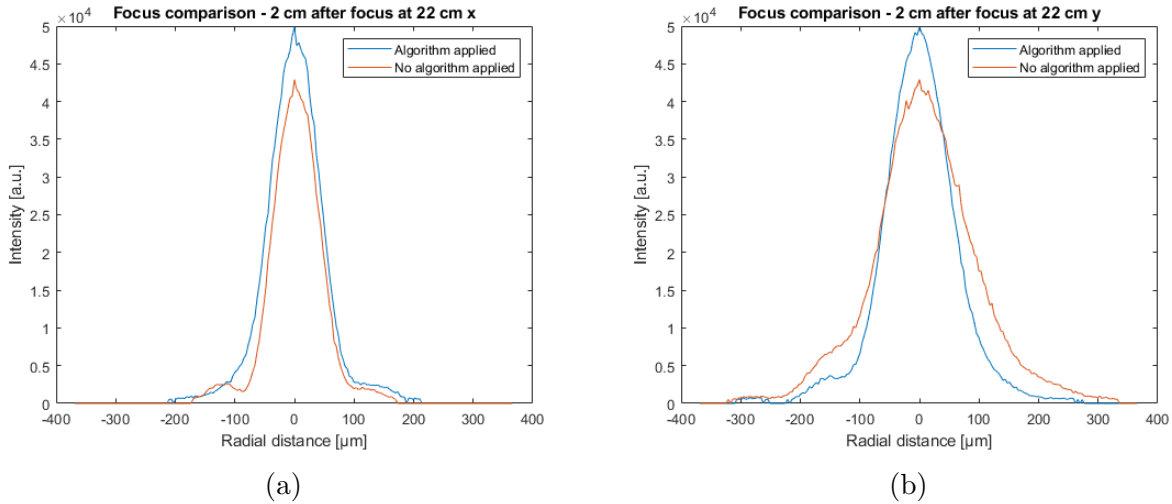 Focus comparison - 2 cm after focus at 22 cm x
×10⁴
5
4.5
4
3.5
3
2.5
2
1.5
1
0.5
0
Intensity [a.u.]
Algorithm applied
No algorithm applied
-400 -300 -200 -100 0 100 200 300 400
Radial distance [μm]
(a)
Focus comparison - 2 cm after focus at 22 cm y
×10⁴
5
4.5
4
3.5
3
2.5
2
1.5
1
0.5
0
Intensity [a.u.]
Algorithm applied
No algorithm applied
-400 -300 -200 -100 0 100 200 300 400
Radial distance [μm]
(b)